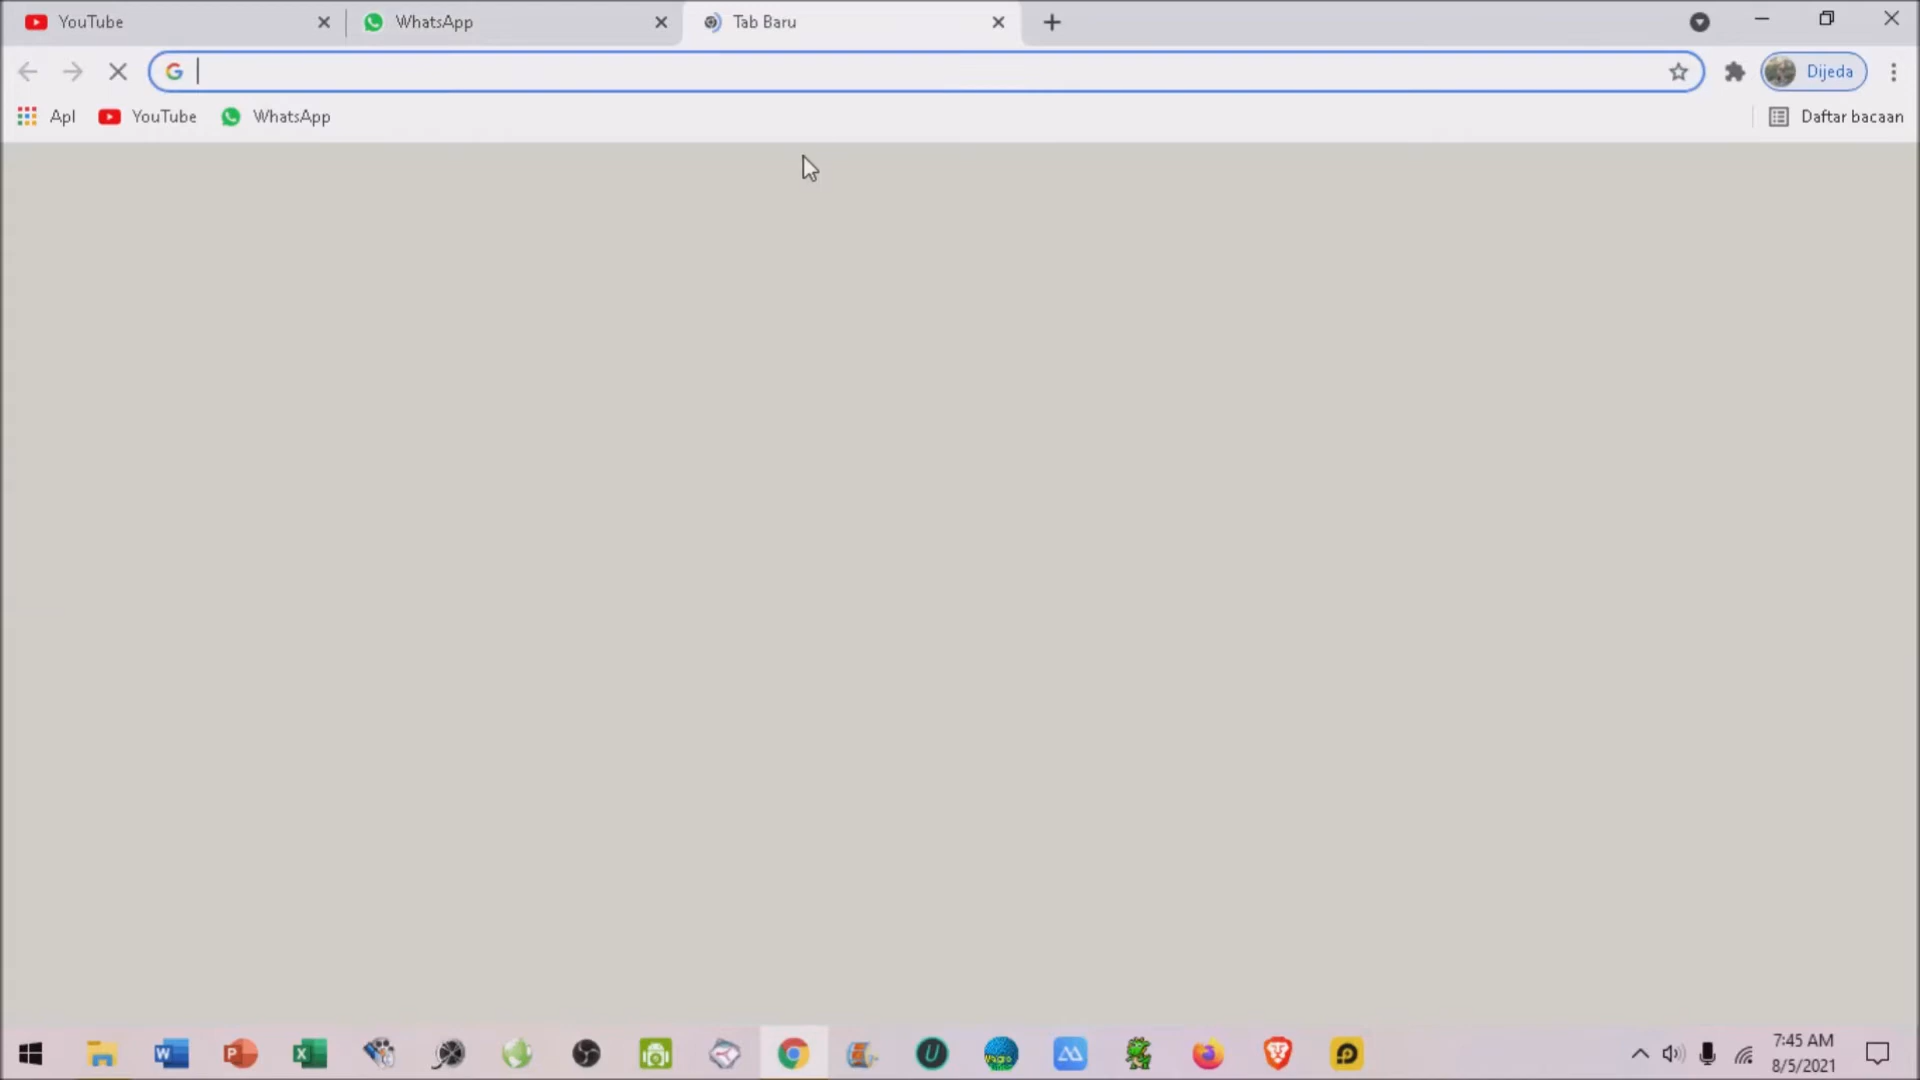 YouTube
WhatsApp
Tab Baru
Dijeda
Apl
YouTube
WhatsApp
Daftar bacaan
7:45 AM
8/5/2021